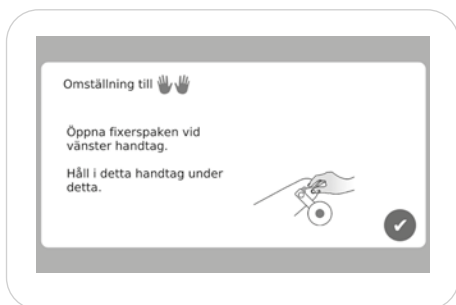 Omställning till
Öppna fixerspaken vid
vänster handtag.
Håll i detta handtag under
detta.